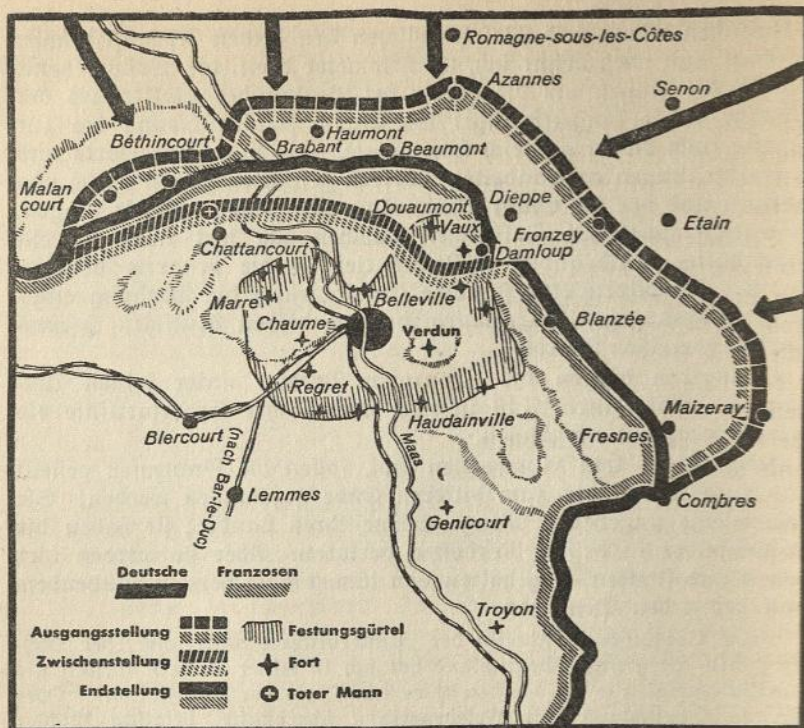 Romagne-sous-les-Côtes
Azannes
Senon
Béthincourt
Haumont
Brabant
Beaumont
Malan
court
Douaumont
Dieppe
Vaux
Etain
Fronzey
Chattancourt
Damloup
Marre
Belleville
Chaume
Verdun
Blanzée
Regret
Blercourt
Haudainville
Maizeray
Fresnes
(nach Bar-le-Duc)
Maas
Lemmes
Combres
Genicourt
Deutsche
Franzosen
Troyon
Ausgangsstellung
Festungsgürtel
Zwischenstellung
Fort
Endstellung
Toter Mann